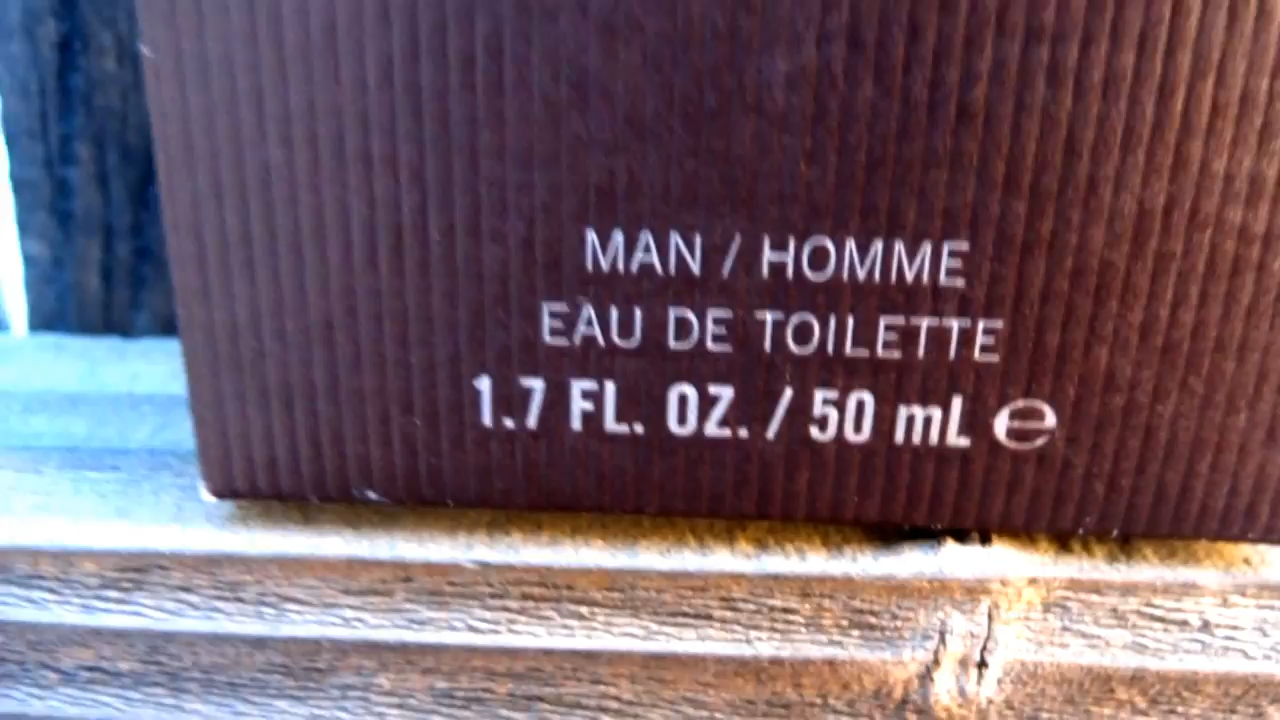 MAN / HOMME
EAU DE TOILETTE
1.7 FL. OZ. / 50 mL ℮